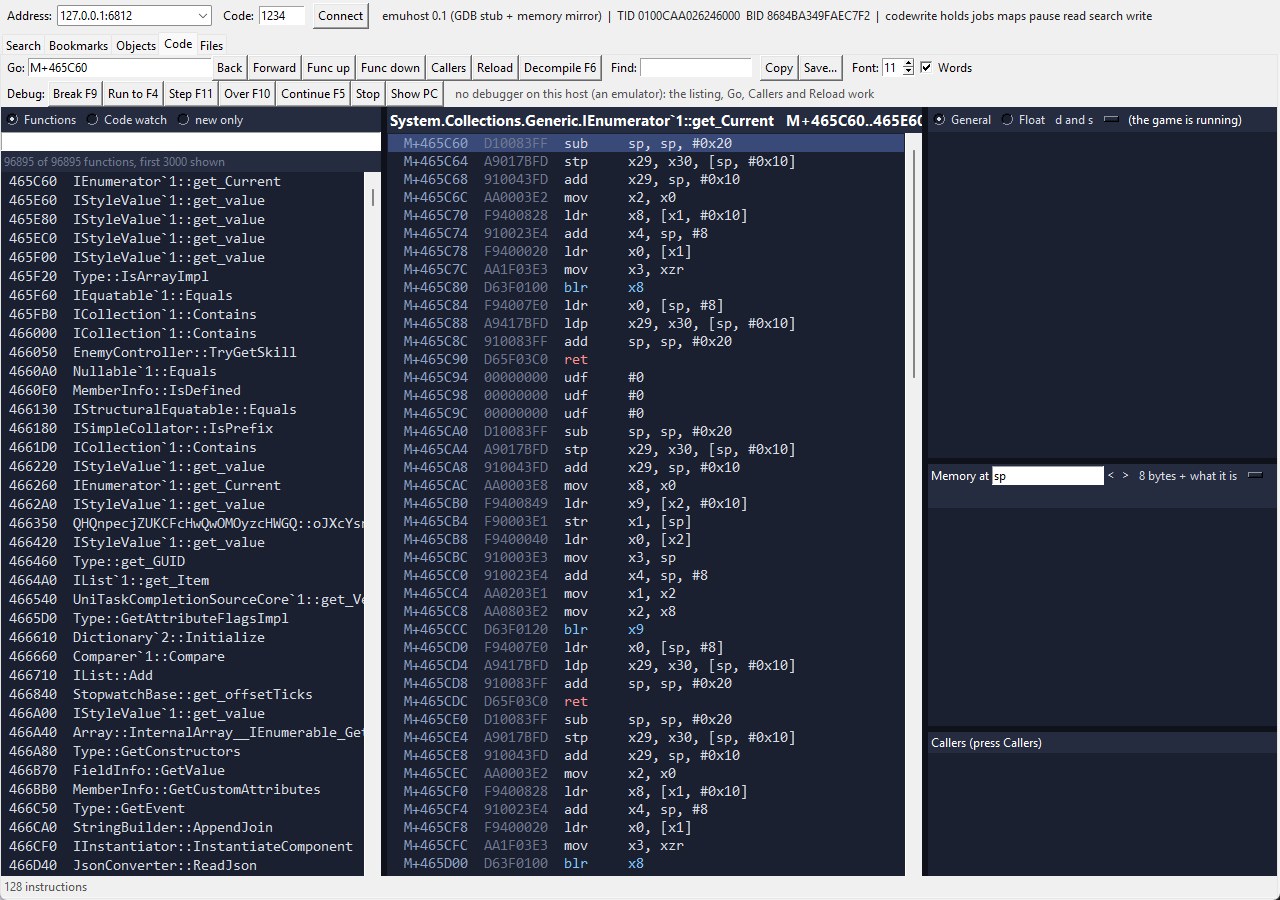 Address: 127.0.0.1:6812 Code: 1234 Connect emuhost 0.1 (GDB stub + memory mirror) | TID 0100CAA026246000 BID 8684BA349FAEC7F2 | codewrite holds jobs maps pause read search write
Search Bookmarks Objects Code Files
Go: M+465C60 Back Forward Func up Func down Callers Reload Decompile F6 Find: Copy Save... Font: 11 Words
Debug: Break F9 Run to F4 Step F11 Over F10 Continue F5 Stop Show PC no debugger on this host (an emulator): the listing, Go, Callers and Reload work
Functions Code watch new only
96895 of 96895 functions, first 3000 shown
465C60 IEnumerator`1::get_Current
465E60 IStyleValue`1::get_value
465E80 IStyleValue`1::get_value
465EC0 IStyleValue`1::get_value
465F00 IStyleValue`1::get_value
465F20 Type::IsArrayImpl
465F60 IEquatable`1::Equals
465FB0 ICollection`1::Contains
466000 ICollection`1::Contains
466050 EnemyController::TryGetSkill
4660A0 Nullable`1::Equals
4660E0 MemberInfo::IsDefined
466130 IStructuralEquatable::Equals
466180 ISimpleCollator::IsPrefix
4661D0 ICollection`1::Contains
466220 IStyleValue`1::get_value
466260 IEnumerator`1::get_Current
4662A0 IStyleValue`1::get_value
466350 QHQnpecjZUKCFcHwQwOMOyzcHWGQ::oJXcYsr
466420 IStyleValue`1::get_value
466460 Type::get_GUID
4664A0 IList`1::get_Item
466540 UniTaskCompletionSourceCore`1::get_Ve
4665D0 Type::GetAttributeFlagsImpl
466610 Dictionary`2::Initialize
466660 Comparer`1::Compare
466710 IList::Add
466840 StopwatchBase::get_offsetTicks
466A00 IStyleValue`1::get_value
466A40 Array::InternalArray__IEnumerable_Get
466A80 Type::GetConstructors
466B70 FieldInfo::GetValue
466BB0 MemberInfo::GetCustomAttributes
466C50 Type::GetEvent
466CA0 StringBuilder::AppendJoin
466CF0 IInstantiator::InstantiateComponent
466D40 JsonConverter::ReadJson
System.Collections.Generic.IEnumerator`1::get_Current M+465C60..465E60
M+465C60 D10083FF sub sp, sp, #0x20
M+465C64 A9017BFD stp x29, x30, [sp, #0x10]
M+465C68 910043FD add x29, sp, #0x10
M+465C6C AA0003E2 mov x2, x0
M+465C70 F9400828 ldr x8, [x1, #0x10]
M+465C74 910023E4 add x4, sp, #8
M+465C78 F9400020 ldr x0, [x1]
M+465C7C AA1F03E3 mov x3, xzr
M+465C80 D63F0100 blr x8
M+465C84 F94007E0 ldr x0, [sp, #8]
M+465C88 A9417BFD ldp x29, x30, [sp, #0x10]
M+465C8C 910083FF add sp, sp, #0x20
M+465C90 D65F03C0 ret
M+465C94 00000000 udf #0
M+465C98 00000000 udf #0
M+465C9C 00000000 udf #0
M+465CA0 D10083FF sub sp, sp, #0x20
M+465CA4 A9017BFD stp x29, x30, [sp, #0x10]
M+465CA8 910043FD add x29, sp, #0x10
M+465CAC AA0003E8 mov x8, x0
M+465CB0 F9400849 ldr x9, [x2, #0x10]
M+465CB4 F90003E1 str x1, [sp]
M+465CB8 F9400040 ldr x0, [x2]
M+465CBC 910003E3 mov x3, sp
M+465CC0 910023E4 add x4, sp, #8
M+465CC4 AA0203E1 mov x1, x2
M+465CC8 AA0803E2 mov x2, x8
M+465CCC D63F0120 blr x9
M+465CD0 F94007E0 ldr x0, [sp, #8]
M+465CD4 A9417BFD ldp x29, x30, [sp, #0x10]
M+465CD8 910083FF add sp, sp, #0x20
M+465CDC D65F03C0 ret
M+465CE0 D10083FF sub sp, sp, #0x20
M+465CE4 A9017BFD stp x29, x30, [sp, #0x10]
M+465CE8 910043FD add x29, sp, #0x10
M+465CEC AA0003E2 mov x2, x0
M+465CF0 F9400828 ldr x8, [x1, #0x10]
M+465CF4 910023E4 add x4, sp, #8
M+465CF8 F9400020 ldr x0, [x1]
M+465CFC AA1F03E3 mov x3, xzr
M+465D00 D63F0100 blr x8
General Float d and s (the game is running)
Memory at sp < > 8 bytes + what it is
Callers (press Callers)
128 instructions